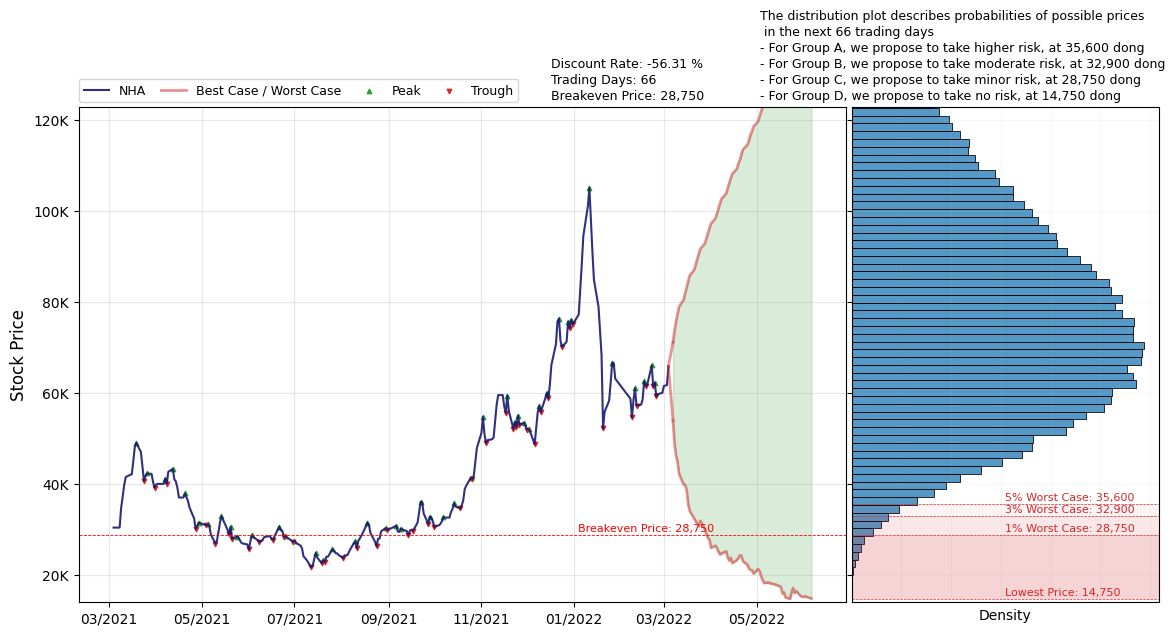 The distribution plot describes probabilities of possible prices
in the next 66 trading days
- For Group A, we propose to take higher risk, at 35,600 dong
- For Group B, we propose to take moderate risk, at 32,900 dong
- For Group C, we propose to take minor risk, at 28,750 dong
- For Group D, we propose to take no risk, at 14,750 dong
Discount Rate: -56.31 %
Trading Days: 66
Breakeven Price: 28,750
NHA
Best Case / Worst Case
Peak
Trough
Stock Price
120K
100K
80K
60K
40K
20K
Breakeven Price: 28,750
5% Worst Case: 35,600
3% Worst Case: 32,900
1% Worst Case: 28,750
Lowest Price: 14,750
03/2021
05/2021
07/2021
09/2021
11/2021
01/2022
03/2022
05/2022
Density